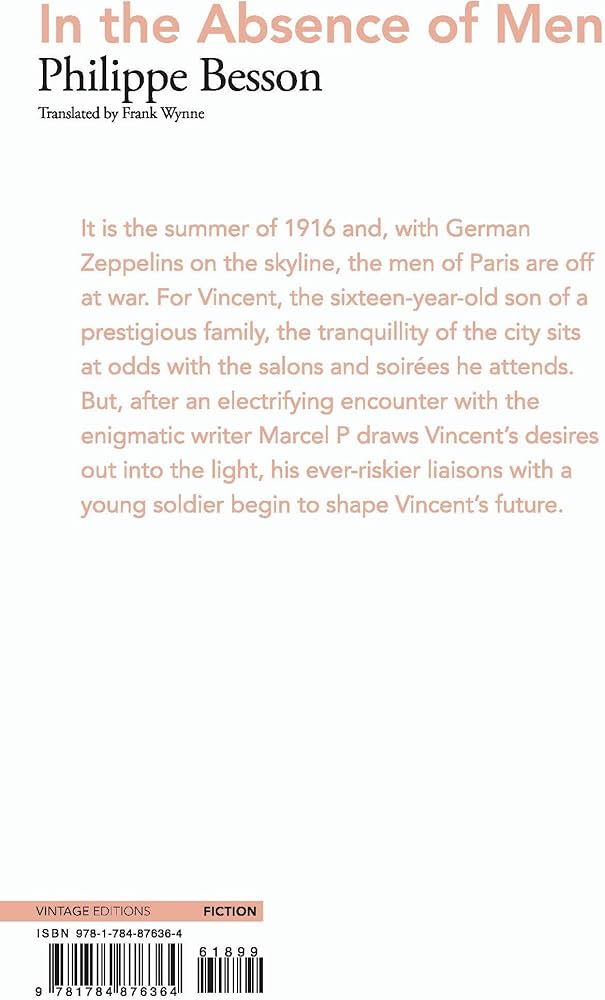 In the Absence of Men
Philippe Besson
Translated by Frank Wynne
It is the summer of 1916 and, with German
Zeppelins on the skyline, the men of Paris are off
at war. For Vincent, the sixteen-year-old son of a
prestigious family, the tranquillity of the city sits
at odds with the salons and soirées he attends.
But, after an electrifying encounter with the
enigmatic writer Marcel P draws Vincent's desires
out into the light, his ever-riskier liaisons with a
young soldier begin to shape Vincent's future.
VINTAGE EDITIONS FICTION
ISBN 978-1-784-87636-4
61899
9 781784 876364